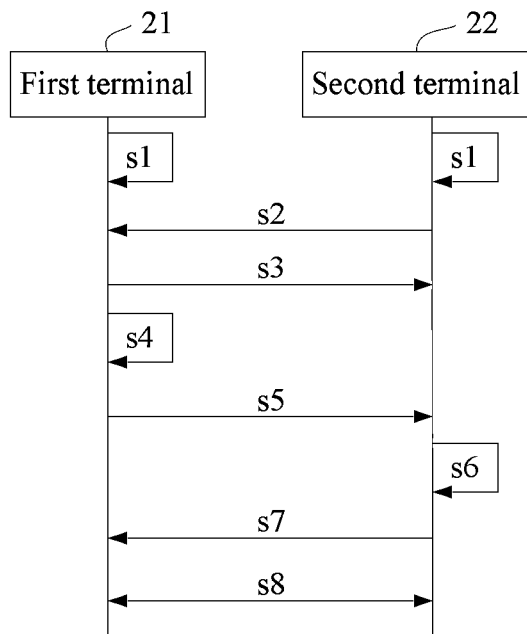 21
22
First terminal
Second terminal
s1
s1
s2
s3
s4
s5
s6
s7
s8